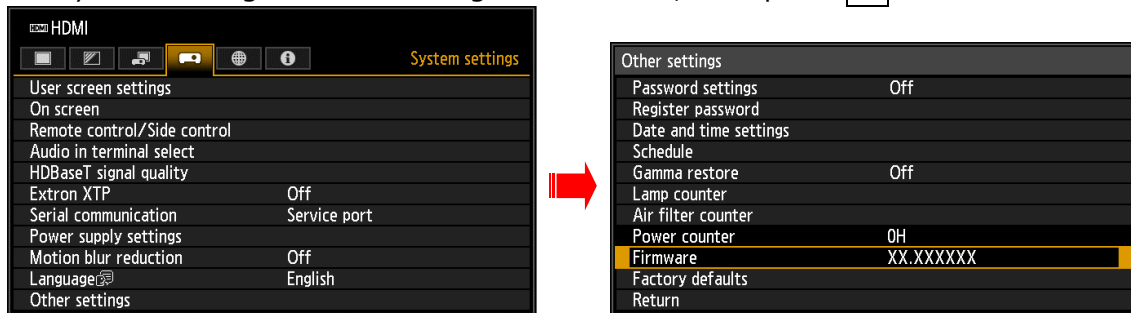 HDMI HDMI
System settings
User screen settings
On screen
Remote control/Side control
Audio in terminal select
HDBaseT signal quality
Extron XTP Off
Serial communication Service port
Power supply settings
Motion blur reduction Off
Language English
Other settings
Other settings
Password settings Off
Register password
Date and time settings
Schedule
Gamma restore Off
Lamp counter
Air filter counter
Power counter 0H
Firmware XX.XXXXXX
Factory defaults
Return